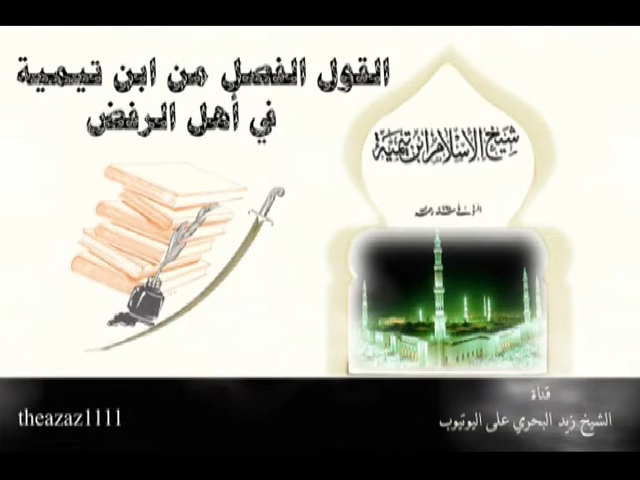 القول الفصل من ابن تيمية
في أهل الرفض
شيخ الإسلام ابن تيمية
قناة
الشيخ زيد البحري على اليوتيوب
theazaz1111